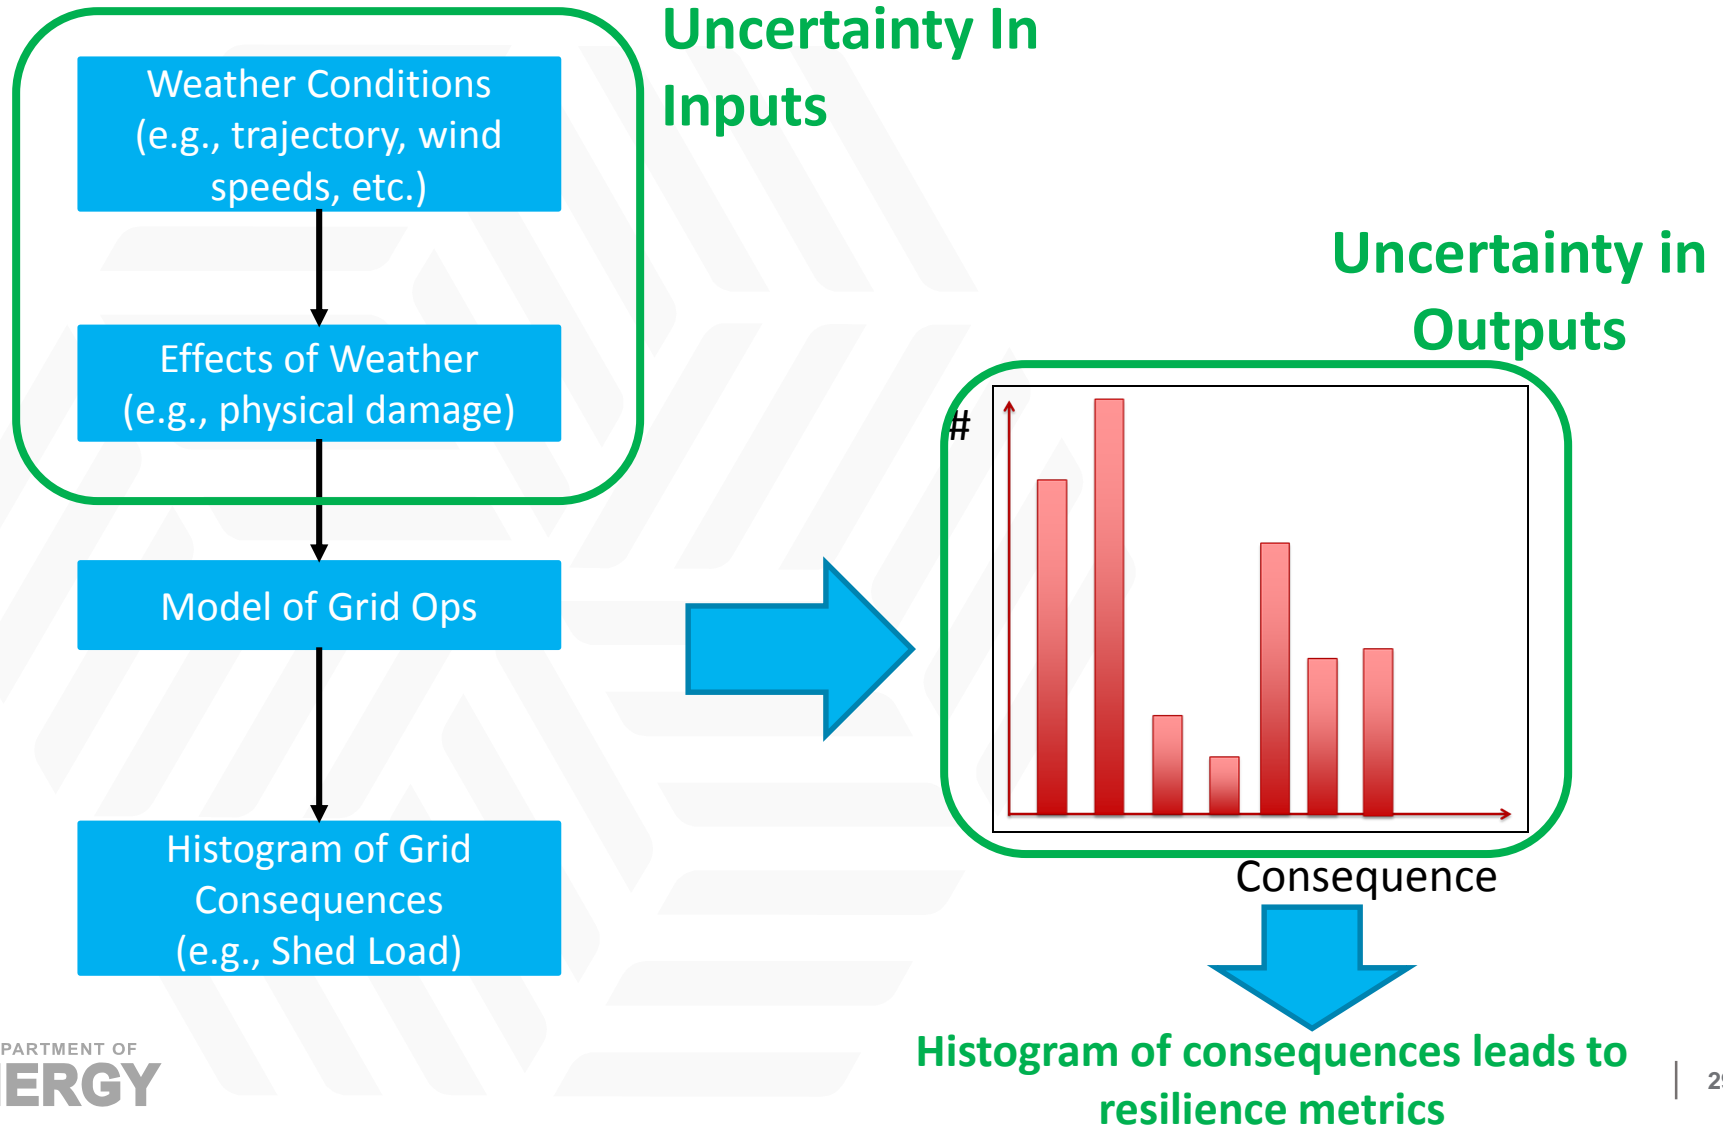 Uncertainty In
Inputs
Weather Conditions
(e.g., trajectory, wind
speeds, etc.)
Effects of Weather
(e.g., physical damage)
Model of Grid Ops
Histogram of Grid
Consequences
(e.g., Shed Load)
Uncertainty in
Outputs
#
Consequence
Histogram of consequences leads to
resilience metrics
PARTMENT OF
NERGY